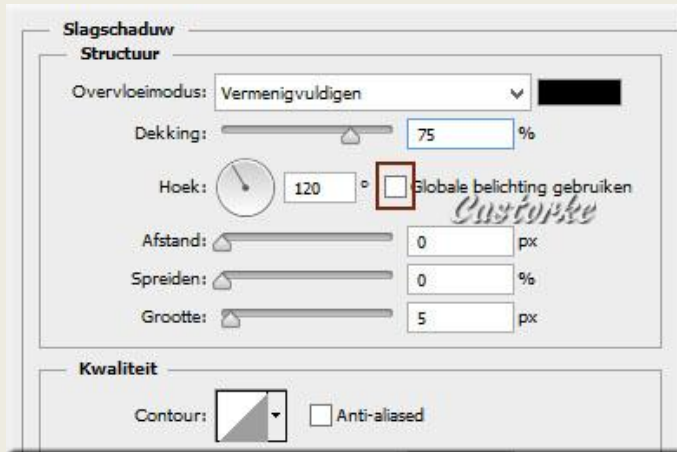 Slagschaduw
Structuur
Overvloeimodus: Vermenigvuldigen
Dekking: 75 %
Hoek: 120 ° Globale belichting gebruiken
Castorke
Afstand: 0 px
Spreiden: 0 %
Grootte: 5 px
Kwaliteit
Contour: Anti-aliased